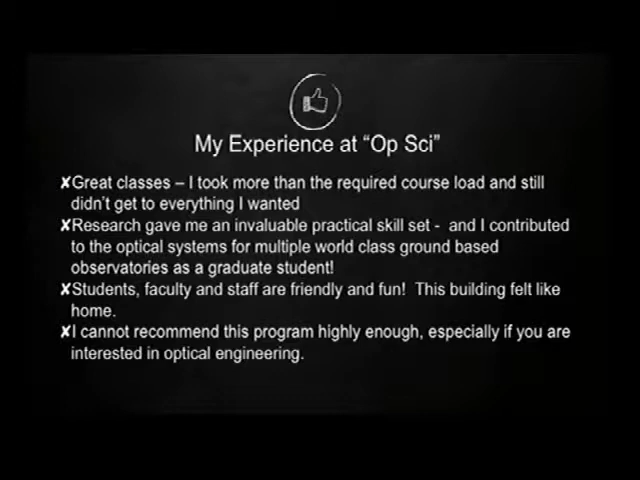 My Experience at “Op Sci”
✘Great classes – I took more than the required course load and still
didn't get to everything I wanted
✘Research gave me an invaluable practical skill set - and I contributed
to the optical systems for multiple world class ground based
observatories as a graduate student!
✘Students, faculty and staff are friendly and fun! This building felt like
home.
✘I cannot recommend this program highly enough, especially if you are
interested in optical engineering.